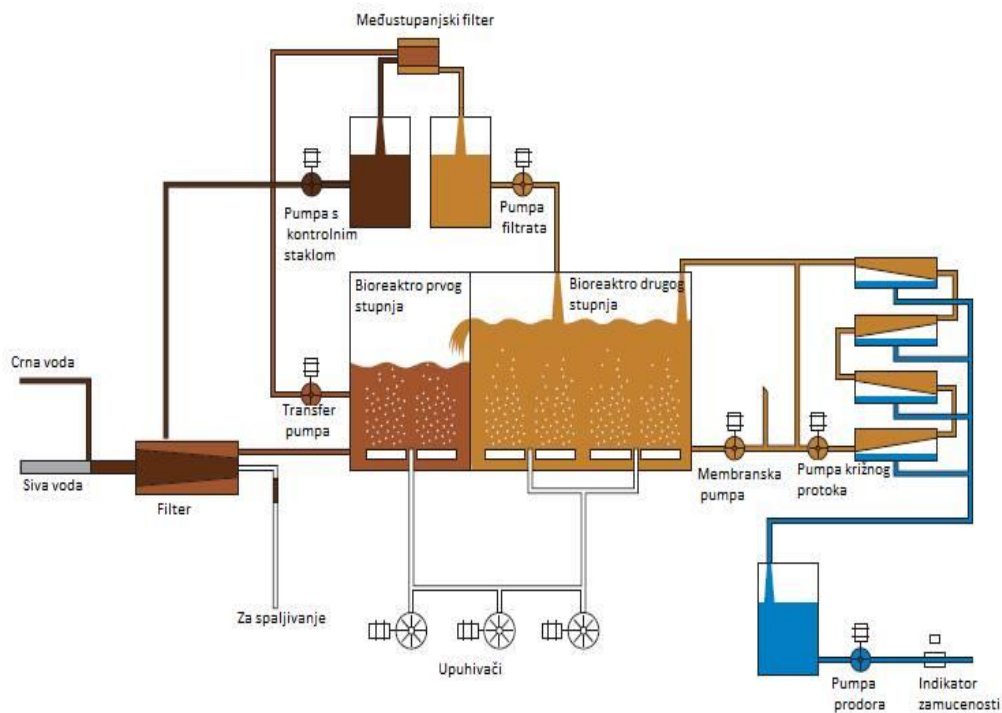 Međustupanjski filter
Pumpa s
kontrolnim
staklom
Pumpa
filtrata
Bioreaktro prvog
stupnja
Bioreaktro drugog
stupnja
Crna voda
Transfer
pumpa
Siva voda
Filter
Membranska
pumpa
Pumpa križnog
protoka
Za spaljivanje
Upuhivači
Pumpa
prodora
Indikator
zamucenosti